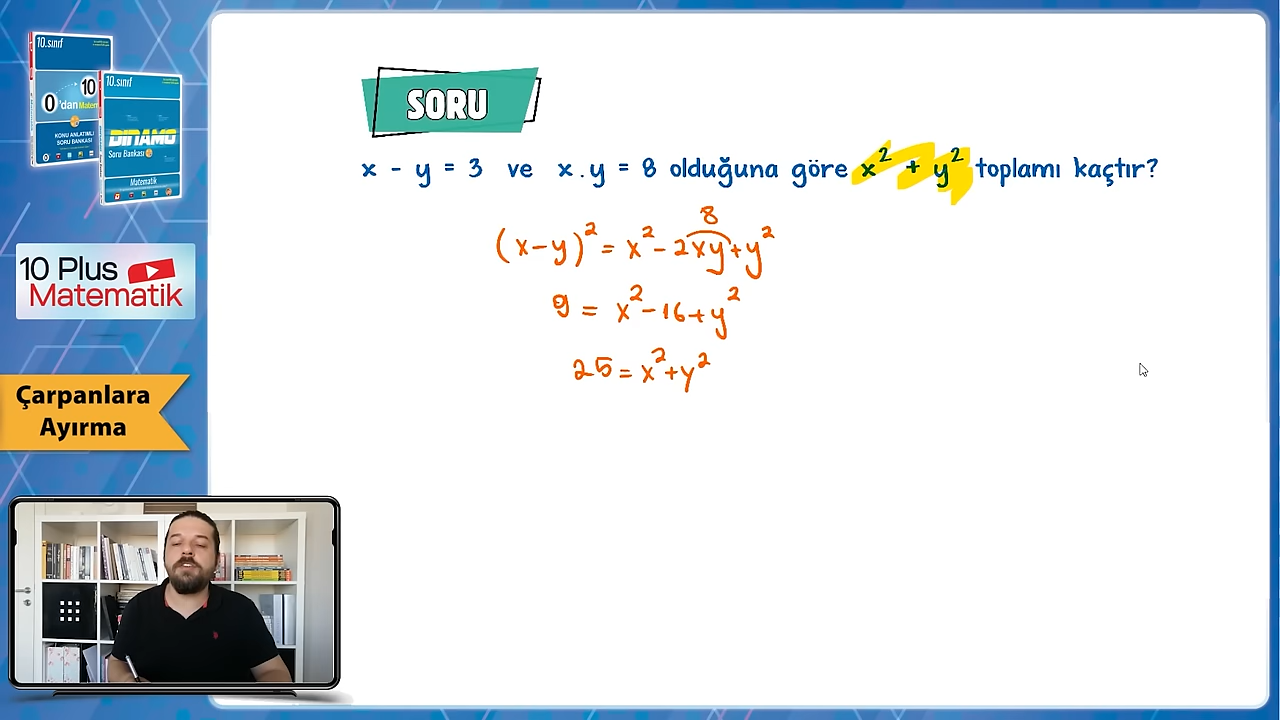 10.sınıf
0'dan 10
KONU ANLATIMLI
SORU BANKASI
10.sınıf
DINAMO
Soru Bankası
Matematik
10 Plus
Matematik
Çarpanlara
Ayırma
SORU
x - y = 3 ve x . y = 8 olduğuna göre x² + y² toplamı kaçtır?
8
(x-y)² = x² - 2xy + y²
9 = x² - 16 + y²
25 = x² + y²